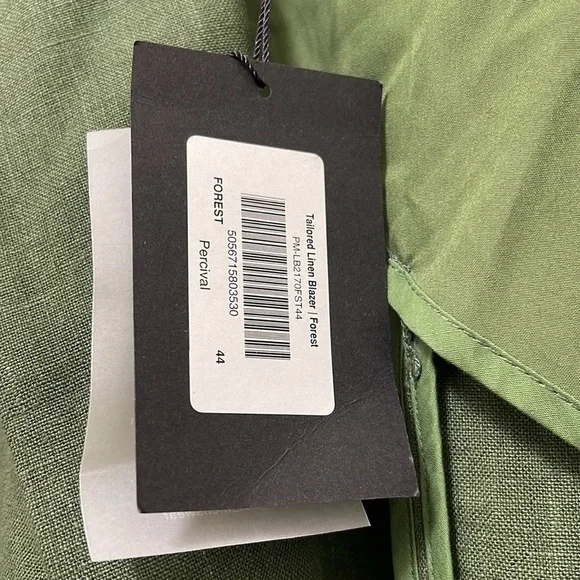 Tailored Linen Blazer | Forest
PM-LB2170FST44
5056715803530
FOREST
44
Percival